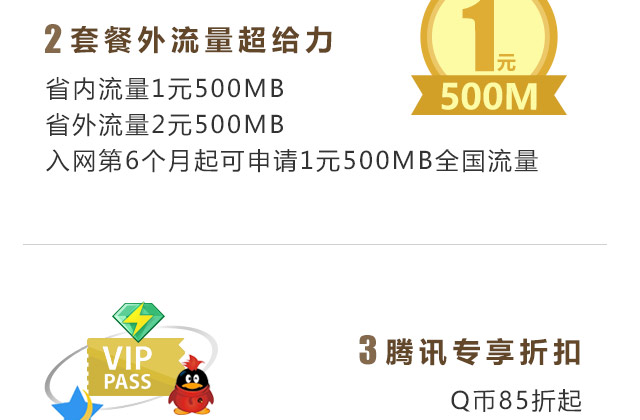 2 套餐外流量超给力
省内流量1元500MB
省外流量2元500MB
入网第6个月起可申请1元500MB全国流量
1元
500M
VIP
PASS
3 腾讯专享折扣
Q币85折起